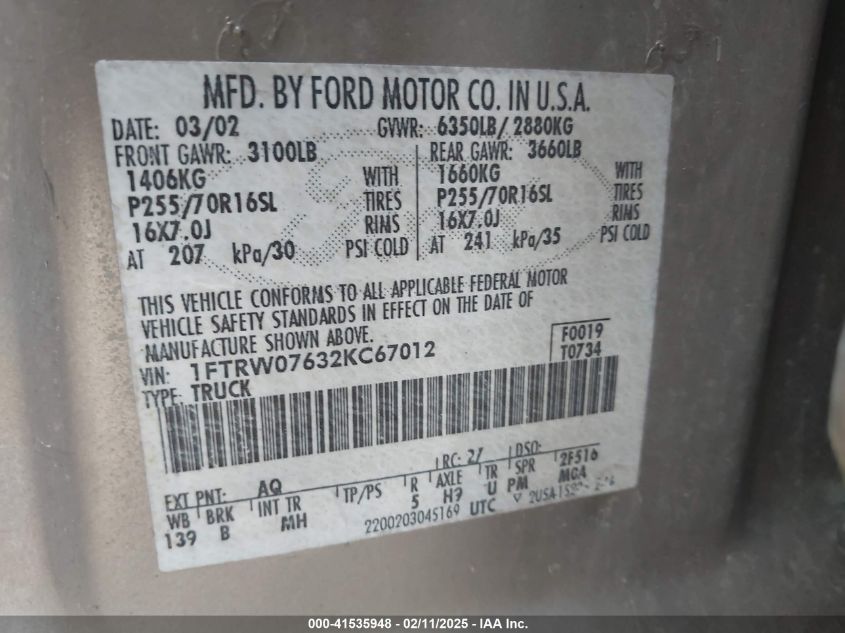 MFD. BY FORD MOTOR CO. IN U.S.A.
DATE: 03/02 GVWR: 6350LB/ 2880KG
FRONT GAWR: 3100LB REAR GAWR: 3660LB
1406KG WITH 1660KG WITH
P255/70R16SL TIRES P255/70R16SL TIRES
16X7.0J RIMS 16X7.0J RIMS
AT 207 kPa/30 PSI COLD AT 241 kPa/35 PSI COLD
THIS VEHICLE CONFORMS TO ALL APPLICABLE FEDERAL MOTOR
VEHICLE SAFETY STANDARDS IN EFFECT ON THE DATE OF
MANUFACTURE SHOWN ABOVE.
VIN: 1FTRW07632KC67012 F0019
TYPE: TRUCK T0734
EXT PNT: AQ RC: 27 DSO:
WB BRK INT TR TP/PS R AXLE TR SPR 2F516
139 B MH 5 H9 U PM MCA
2200203045169 UTC
000-41535948 - 02/11/2025 - IAA Inc.